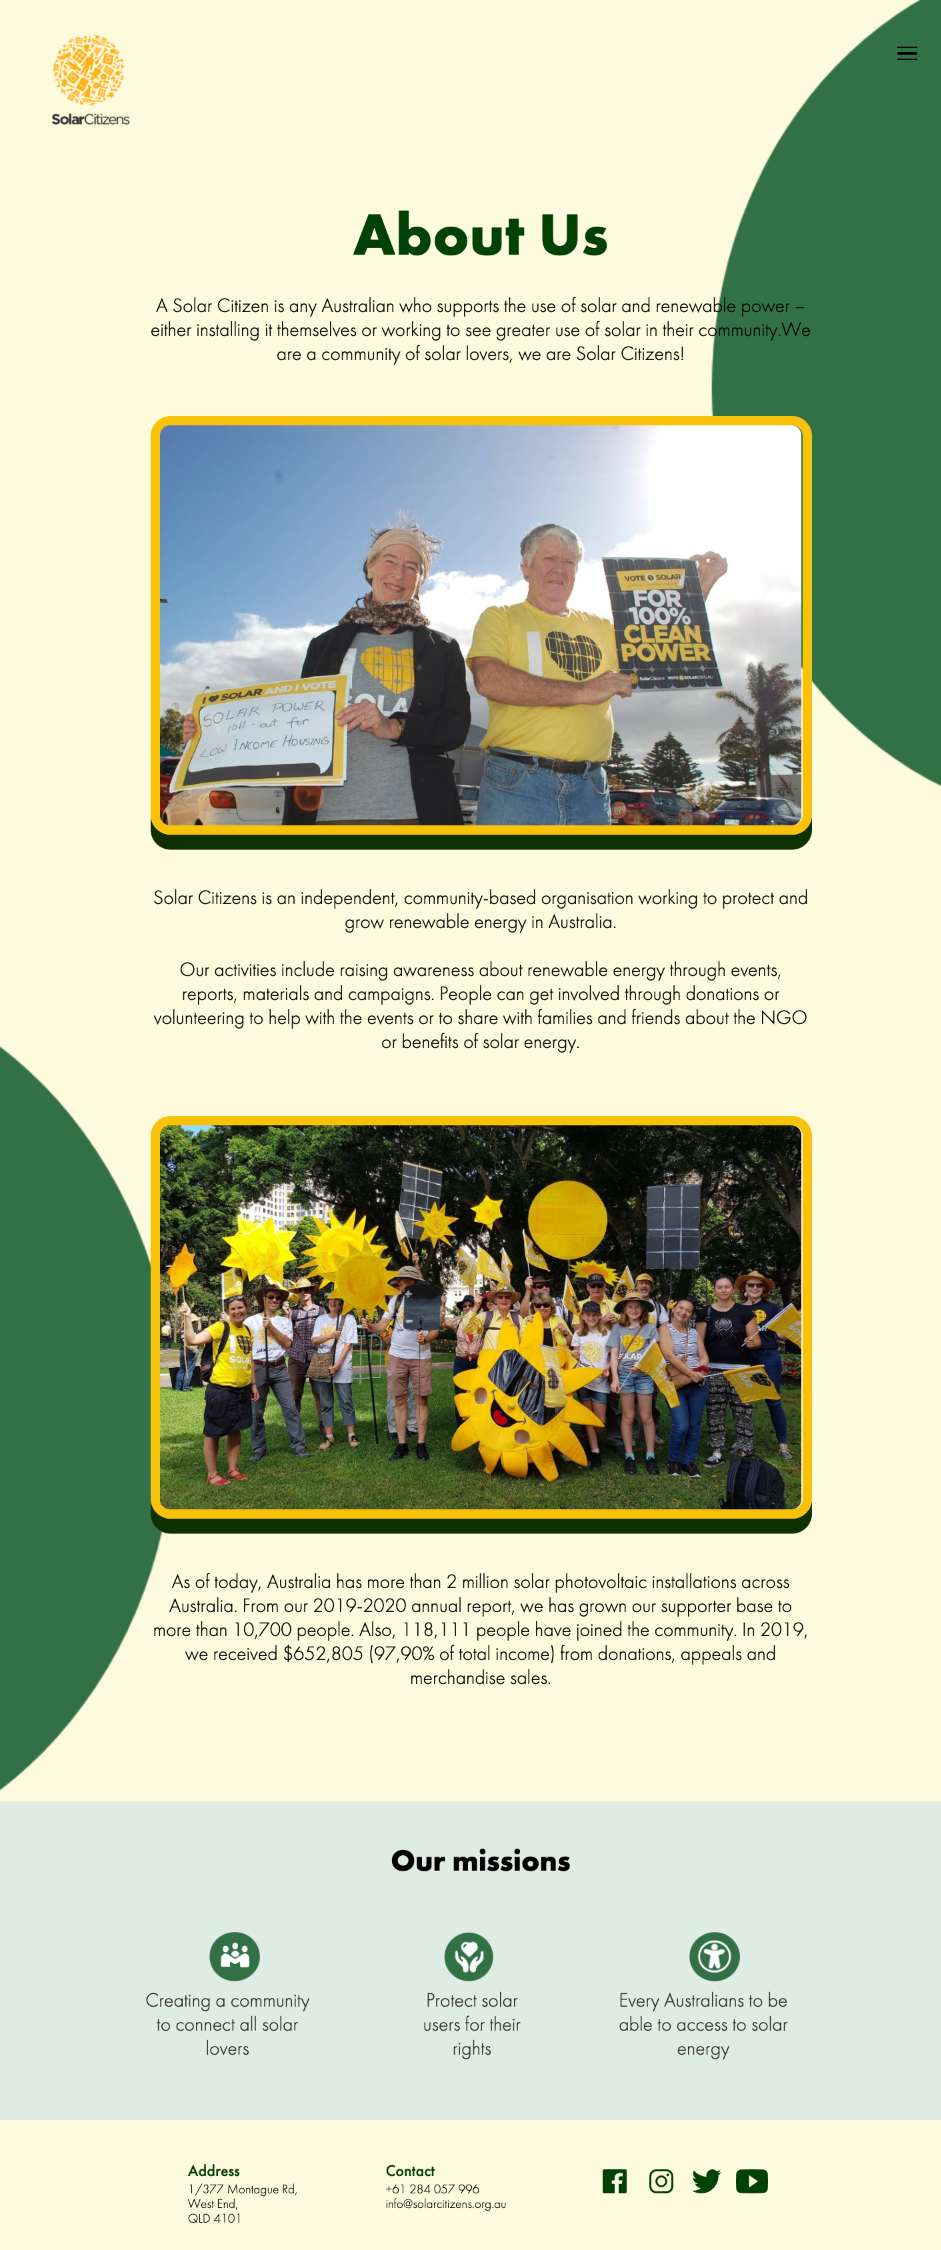 SolarCitizens
About Us
A Solar Citizen is any Australian who supports the use of solar and renewable power –
either installing it themselves or working to see greater use of solar in their community.We
are a community of solar lovers, we are Solar Citizens!
VOTE 1 SOLAR
FOR
100%
CLEAN
POWER
SolarCitizens
I
SOLA
I ♥ SOLAR AND I VOTE
SOLAR POWER
roll-out for
LOW INCOME HOUSING
Solar Citizens is an independent, community-based organisation working to protect and
grow renewable energy in Australia.
Our activities include raising awareness about renewable energy through events,
reports, materials and campaigns. People can get involved through donations or
volunteering to help with the events or to share with families and friends about the NGO
or benefits of solar energy.
SOLA
As of today, Australia has more than 2 million solar photovoltaic installations across
Australia. From our 2019-2020 annual report, we has grown our supporter base to
more than 10,700 people. Also, 118,111 people have joined the community. In 2019,
we received $652,805 (97,90% of total income) from donations, appeals and
merchandise sales.
Our missions
Creating a community
to connect all solar
lovers
Protect solar
users for their
rights
Every Australians to be
able to access to solar
energy
Address
1/377 Montague Rd,
West End,
QLD 4101
Contact
+61 284 057 996
info@solarcitizens.org.au